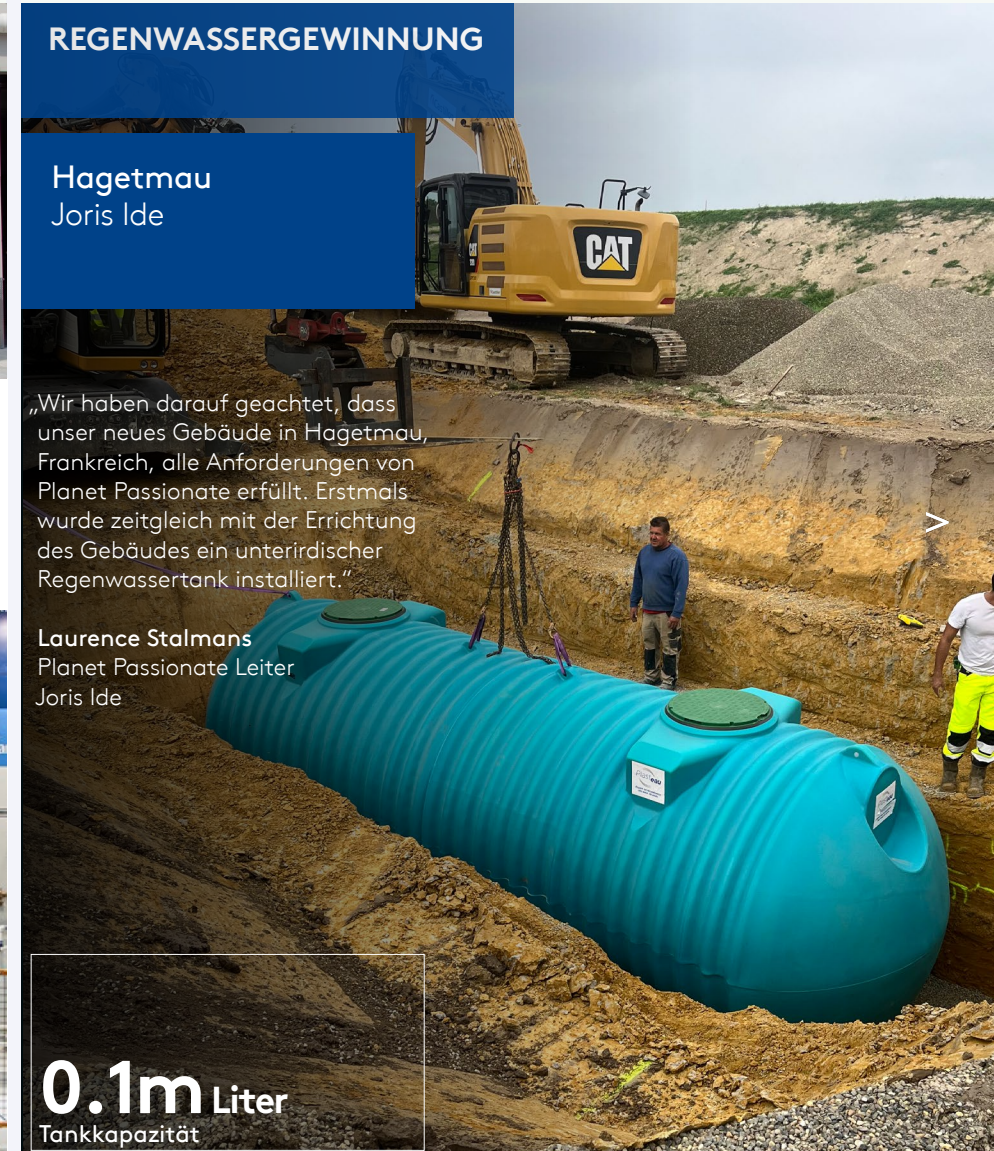 REGENWASSERGEWINNUNG
Hagetmau
Joris Ide
CAT
CAT
„Wir haben darauf geachtet, dass
unser neues Gebäude in Hagetmau,
Frankreich, alle Anforderungen von
Planet Passionate erfüllt. Erstmals
wurde zeitgleich mit der Errichtung
des Gebäudes ein unterirdischer
Regenwassertank installiert.“
>
Laurence Stalmans
Planet Passionate Leiter
Joris Ide
0.1m Liter
Tankkapazität